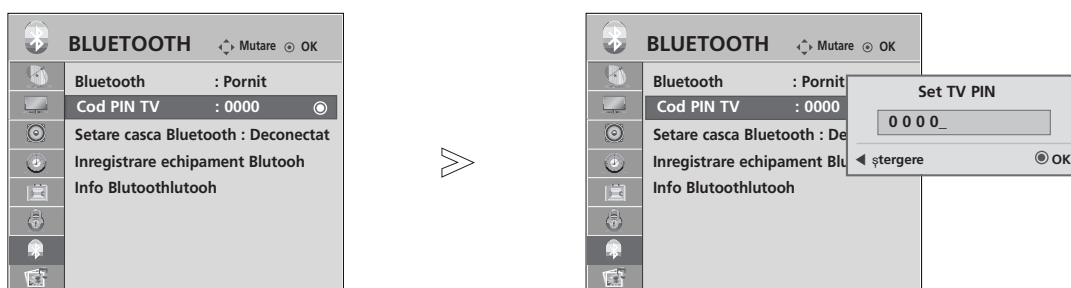 BLUETOOTH Mutare OK
Bluetooth : Pornit
Cod PIN TV : 0000
Setare casca Bluetooth : Deconectat
Inregistrare echipament Blutooh
Info Blutoothlutooh
BLUETOOTH Mutare OK
Bluetooth : Pornit
Cod PIN TV : 0000
Setare casca Bluetooth : De
Inregistrare echipament Blu
Info Blutoothlutooh
Set TV PIN
0 0 0 0_
ștergere OK